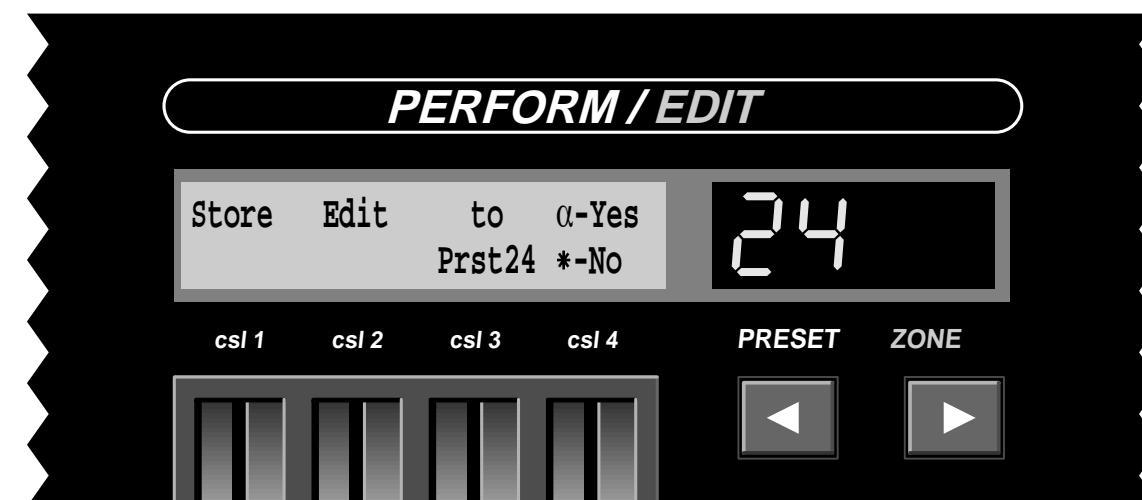 PERFORM / EDIT
Store Edit to α-Yes
Prst24 *-No
24
csl 1 csl 2 csl 3 csl 4 PRESET ZONE